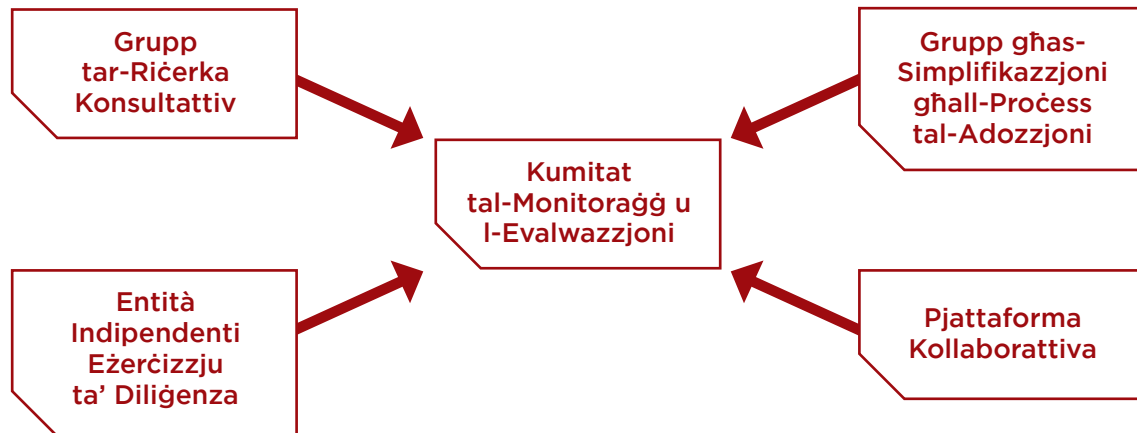 Grupp
tar-Riċerka
Konsultattiv
Grupp għas-
Simplifikazzjoni
għall-Proċess
tal-Adozzjoni
Kumitat
tal-Monitoraġġ u
l-Evalwazzjoni
Entità
Indipendenti
Eżerċizzju
ta’ Diliġenza
Pjattaforma
Kollaborattiva